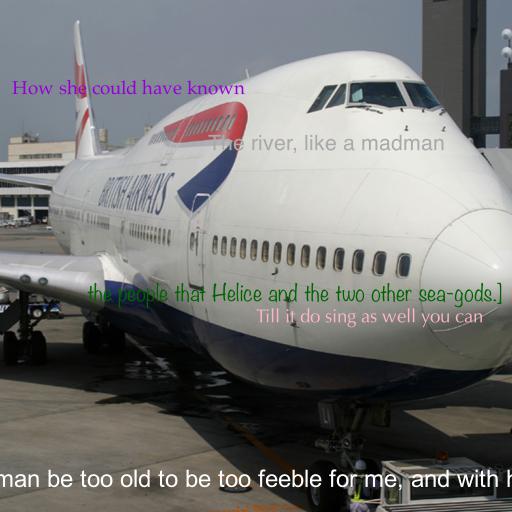 How she could have known
The river, like a madman
BRITISH AIRWAYS
the people that Helice and the two other sea-gods.]
Till it do sing as well you can
man be too old to be too feeble for me, and with